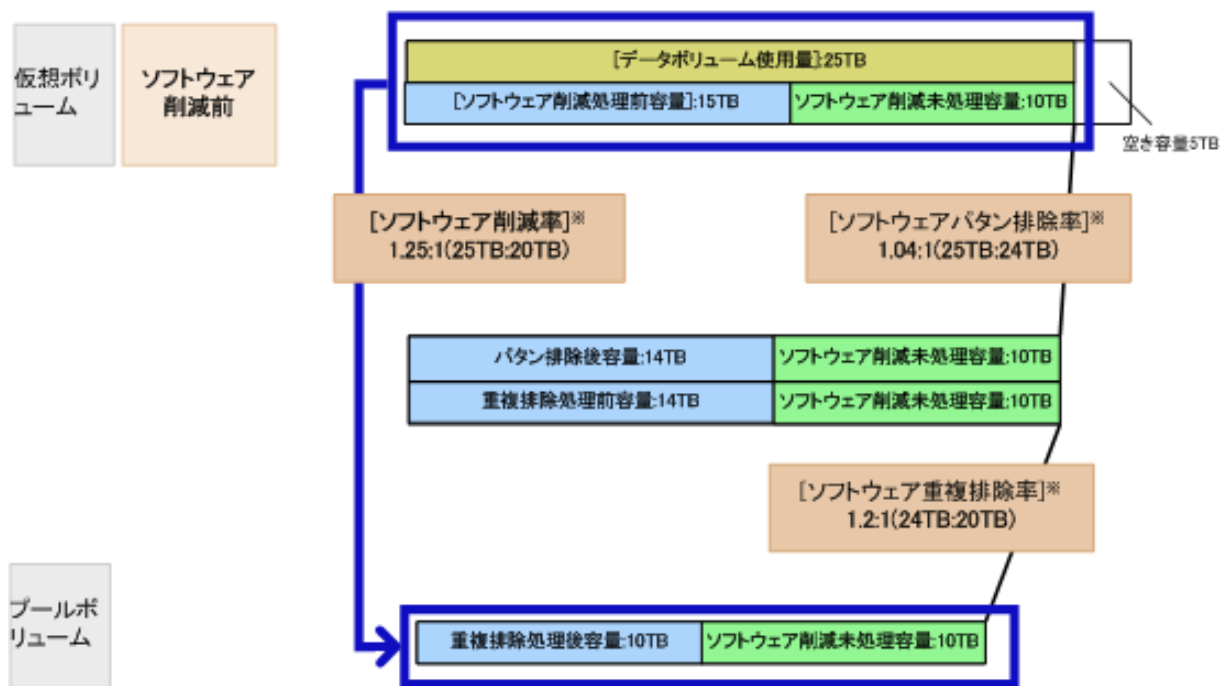 仮想ボリ
ューム
ソフトウェア
削減前
[データボリューム使用量]:25TB
[ソフトウェア削減処理前容量]:15TB
ソフトウェア削減未処理容量:10TB
空き容量5TB
[ソフトウェア削減率]※
1.25:1(25TB:20TB)
[ソフトウェアパタン排除率]※
1.04:1(25TB:24TB)
パタン排除後容量:14TB
ソフトウェア削減未処理容量:10TB
重複排除処理前容量:14TB
ソフトウェア削減未処理容量:10TB
[ソフトウェア重複排除率]※
1.2:1(24TB:20TB)
プールボ
リューム
重複排除処理後容量:10TB
ソフトウェア削減未処理容量:10TB